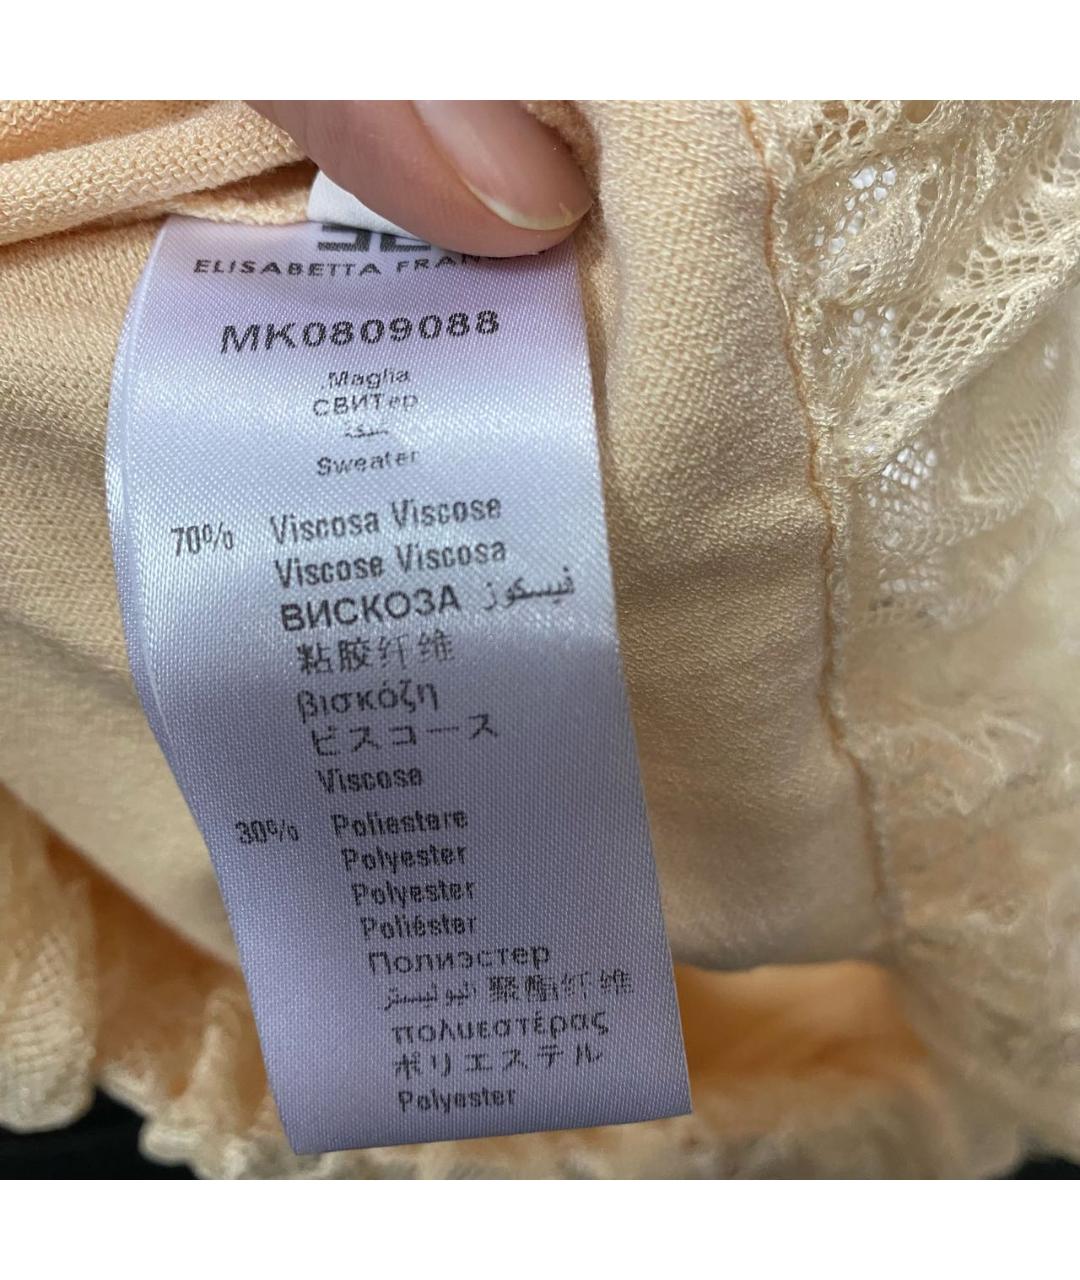 ELISABETTA
MK0809088
Maglia
СВИТер
Sweater
70% Viscosa Viscose
Viscose Viscosa
ВИСКОЗА فيسكوز
粘胶纤维
βισκόζη
ビスコース
Viscose
30% Poliestere
Polyester
Polyester
Poliéster
Полиэстер
聚酯纤维
πολυεστέρας
ポリエステル
Polyester